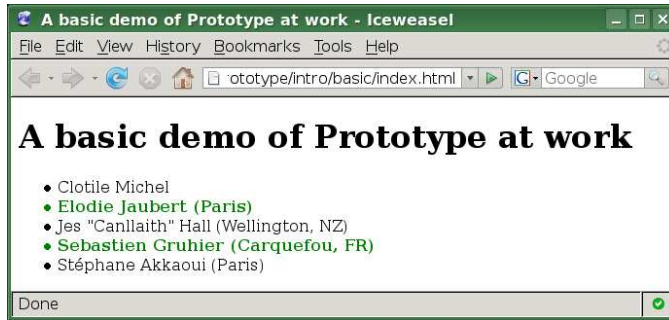 A basic demo of Prototype at work - Iceweasel
File Edit View History Bookmarks Tools Help
ototype/intro/basic/index.html G Google
A basic demo of Prototype at work
Clotile Michel
Elodie Jaubert (Paris)
Jes "Canllaith" Hall (Wellington, NZ)
Sebastien Gruhier (Carquefou, FR)
Stéphane Akkaoui (Paris)
Done